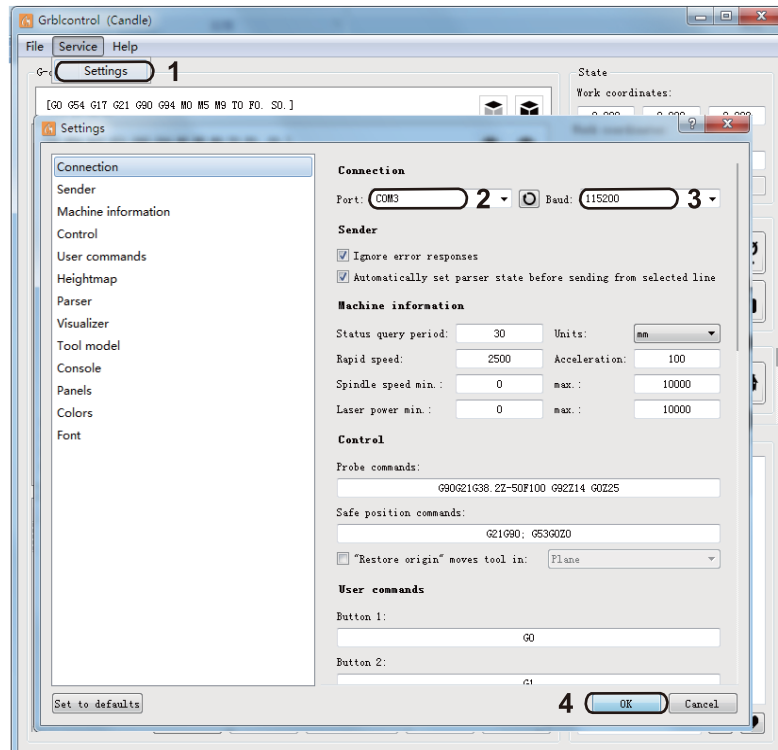 Grblcontrol (Candle)
File Service Help
Settings 1
State
[G0 G54 G17 G21 G90 G94 M0 M5 M9 T0 F0. S0.]
Work coordinates:
Settings
Connection
Sender
Machine information
Control
User commands
Heightmap
Parser
Visualizer
Tool model
Console
Panels
Colors
Font
Connection
Port: COM3 2 Baud: 115200 3
Sender
Ignore error responses
Automatically set parser state before sending from selected line
Machine information
Status query period: 30 Units: mm
Rapid speed: 2500 Acceleration: 100
Spindle speed min.: 0 max.: 10000
Laser power min.: 0 max.: 10000
Control
Probe commands:
G90G21G38.2Z-50F100 G92Z14 G0Z25
Safe position commands:
G21G90; G53G0Z0
"Restore origin" moves tool in: Plane
User commands
Button 1:
G0
Button 2:
G1
Set to defaults 4 OK Cancel